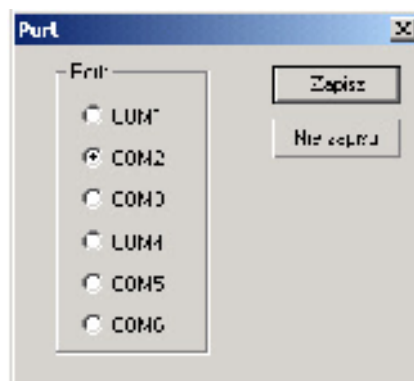 Port
Port:
COM1
COM2
COM3
COM4
COM5
COM6
Zapisz
Nie zapisuj